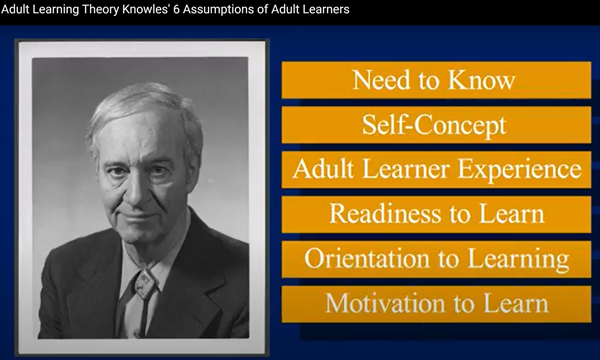 Adult Learning Theory Knowles' 6 Assumptions of Adult Learners
Need to Know
Self-Concept
Adult Learner Experience
Readiness to Learn
Orientation to Learning
Motivation to Learn